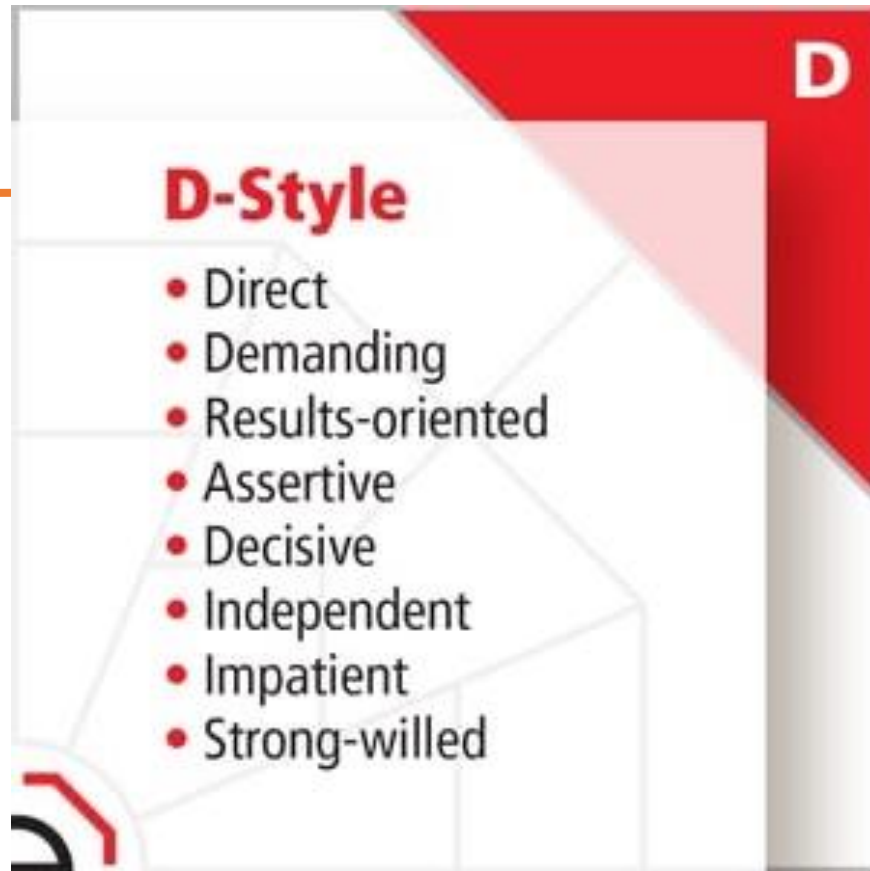 D
D-Style
• Direct
• Demanding
• Results-oriented
• Assertive
• Decisive
• Independent
• Impatient
• Strong-willed
e